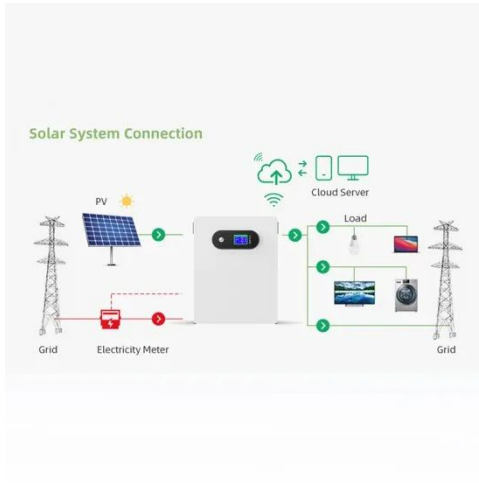 Solar System Connection
Cloud Server
PV
Load
Grid
Electricity Meter
Grid